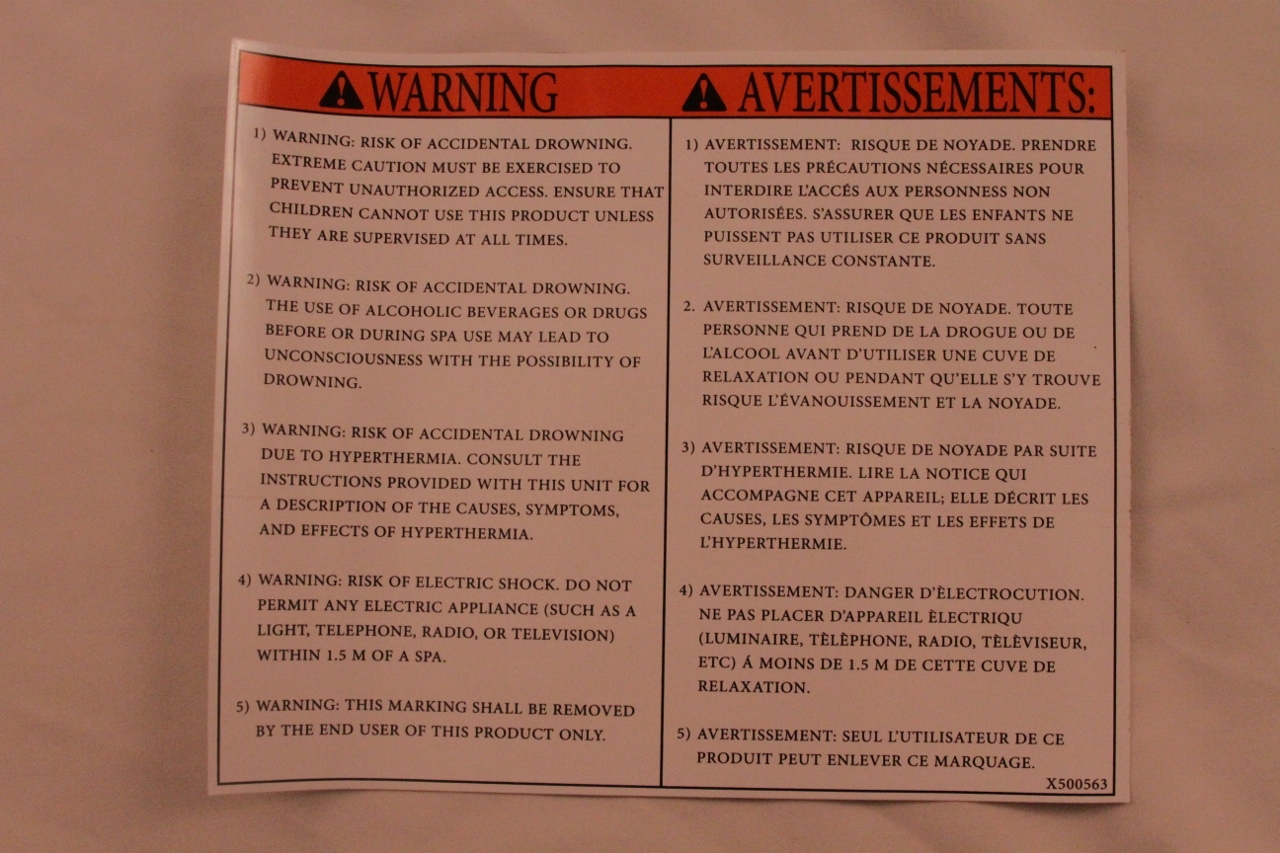 WARNING
1) WARNING: RISK OF ACCIDENTAL DROWNING.
EXTREME CAUTION MUST BE EXERCISED TO
PREVENT UNAUTHORIZED ACCESS. ENSURE THAT
CHILDREN CANNOT USE THIS PRODUCT UNLESS
THEY ARE SUPERVISED AT ALL TIMES.
2) WARNING: RISK OF ACCIDENTAL DROWNING.
THE USE OF ALCOHOLIC BEVERAGES OR DRUGS
BEFORE OR DURING SPA USE MAY LEAD TO
UNCONSCIOUSNESS WITH THE POSSIBILITY OF
DROWNING.
3) WARNING: RISK OF ACCIDENTAL DROWNING
DUE TO HYPERTHERMIA. CONSULT THE
INSTRUCTIONS PROVIDED WITH THIS UNIT FOR
A DESCRIPTION OF THE CAUSES, SYMPTOMS,
AND EFFECTS OF HYPERTHERMIA.
4) WARNING: RISK OF ELECTRIC SHOCK. DO NOT
PERMIT ANY ELECTRIC APPLIANCE (SUCH AS A
LIGHT, TELEPHONE, RADIO, OR TELEVISION)
WITHIN 1.5 M OF A SPA.
5) WARNING: THIS MARKING SHALL BE REMOVED
BY THE END USER OF THIS PRODUCT ONLY.
AVERTISSEMENTS:
1) AVERTISSEMENT: RISQUE DE NOYADE. PRENDRE
TOUTES LES PRÉCAUTIONS NÉCESSAIRES POUR
INTERDIRE L'ACCÉS AUX PERSONNESS NON
AUTORISÉES. S'ASSURER QUE LES ENFANTS NE
PUISSENT PAS UTILISER CE PRODUIT SANS
SURVEILLANCE CONSTANTE.
2. AVERTISSEMENT: RISQUE DE NOYADE. TOUTE
PERSONNE QUI PREND DE LA DROGUE OU DE
L'ALCOOL AVANT D'UTILISER UNE CUVE DE
RELAXATION OU PENDANT QU'ELLE S'Y TROUVE
RISQUE L'ÉVANOUISSEMENT ET LA NOYADE.
3) AVERTISSEMENT: RISQUE DE NOYADE PAR SUITE
D'HYPERTHERMIE. LIRE LA NOTICE QUI
ACCOMPAGNE CET APPAREIL; ELLE DÉCRIT LES
CAUSES, LES SYMPTÔMES ET LES EFFETS DE
L'HYPERTHERMIE.
4) AVERTISSEMENT: DANGER D'ÈLECTROCUTION.
NE PAS PLACER D'APPAREIL ÈLECTRIQU
(LUMINAIRE, TÈLÈPHONE, RADIO, TÈLÈVISEUR,
ETC) Á MOINS DE 1.5 M DE CETTE CUVE DE
RELAXATION.
5) AVERTISSEMENT: SEUL L'UTILISATEUR DE CE
PRODUIT PEUT ENLEVER CE MARQUAGE.
X500563